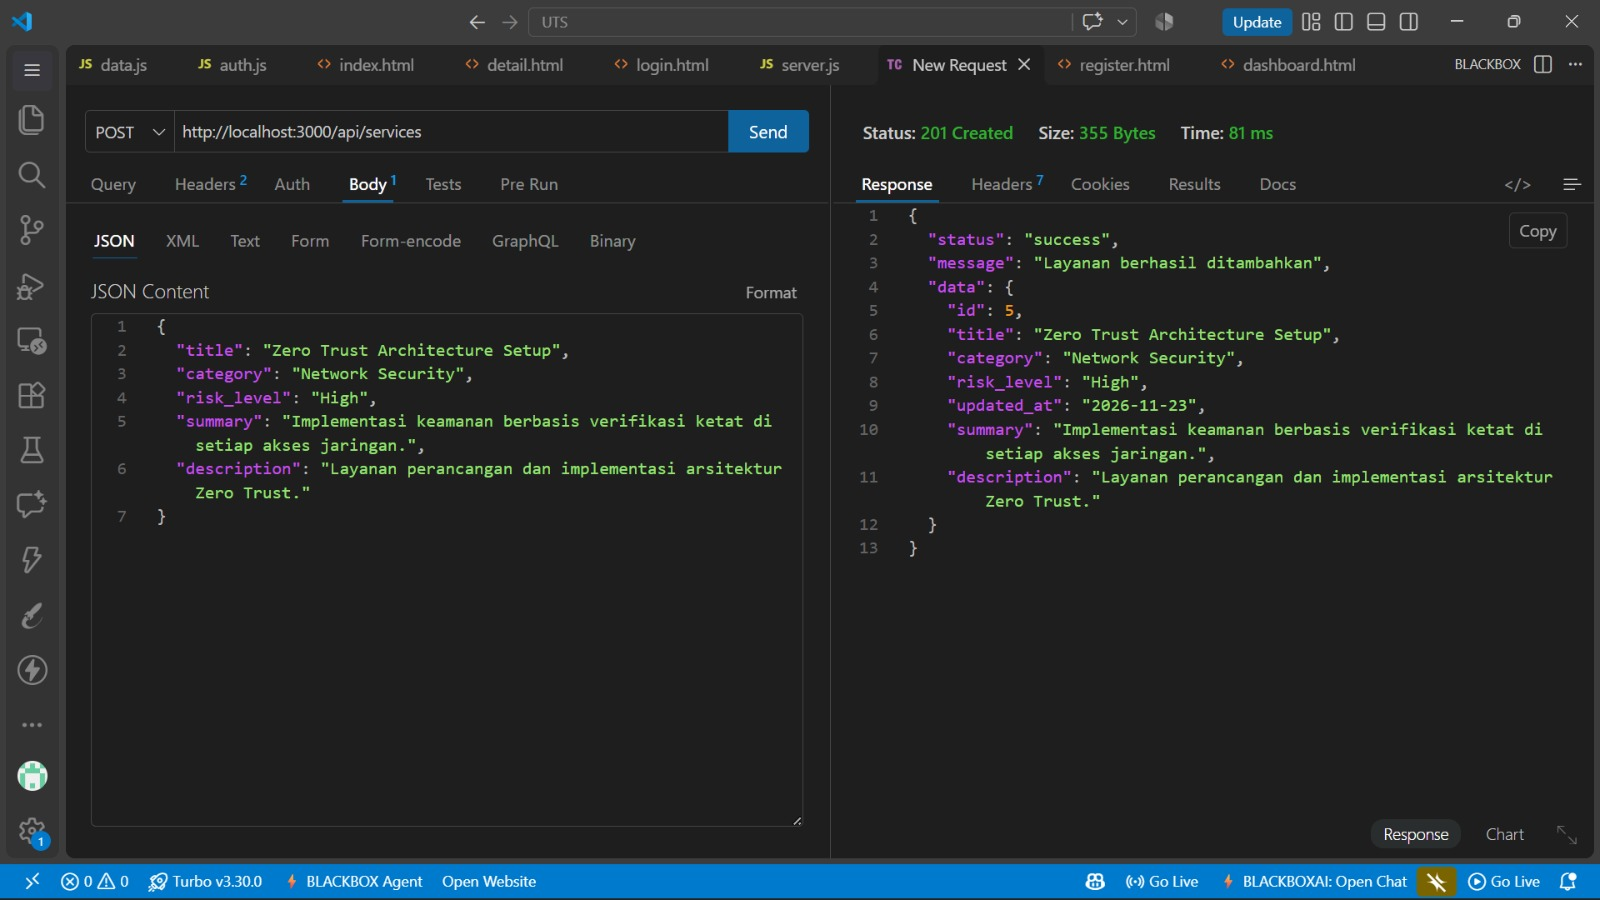 UTS
Update
JS data.js
JS auth.js
<> index.html
<> detail.html
<> login.html
JS server.js
TC New Request
<> register.html
<> dashboard.html
BLACKBOX
POST
http://localhost:3000/api/services
Send
Query
Headers 2
Auth
Body 1
Tests
Pre Run
JSON
XML
Text
Form
Form-encode
GraphQL
Binary
JSON Content
Format
1 {
2 "title": "Zero Trust Architecture Setup",
3 "category": "Network Security",
4 "risk_level": "High",
5 "summary": "Implementasi keamanan berbasis verifikasi ketat di
setiap akses jaringan.",
6 "description": "Layanan perancangan dan implementasi arsitektur
Zero Trust."
7 }
Status: 201 Created Size: 355 Bytes Time: 81 ms
Response
Headers 7
Cookies
Results
Docs
</>
Copy
1 {
2 "status": "success",
3 "message": "Layanan berhasil ditambahkan",
4 "data": {
5 "id": 5,
6 "title": "Zero Trust Architecture Setup",
7 "category": "Network Security",
8 "risk_level": "High",
9 "updated_at": "2026-11-23",
10 "summary": "Implementasi keamanan berbasis verifikasi ketat di
setiap akses jaringan.",
11 "description": "Layanan perancangan dan implementasi arsitektur
Zero Trust."
12 }
13 }
Response
Chart
1
0 0
Turbo v3.30.0
BLACKBOX Agent
Open Website
Go Live
BLACKBOXAI: Open Chat
Go Live